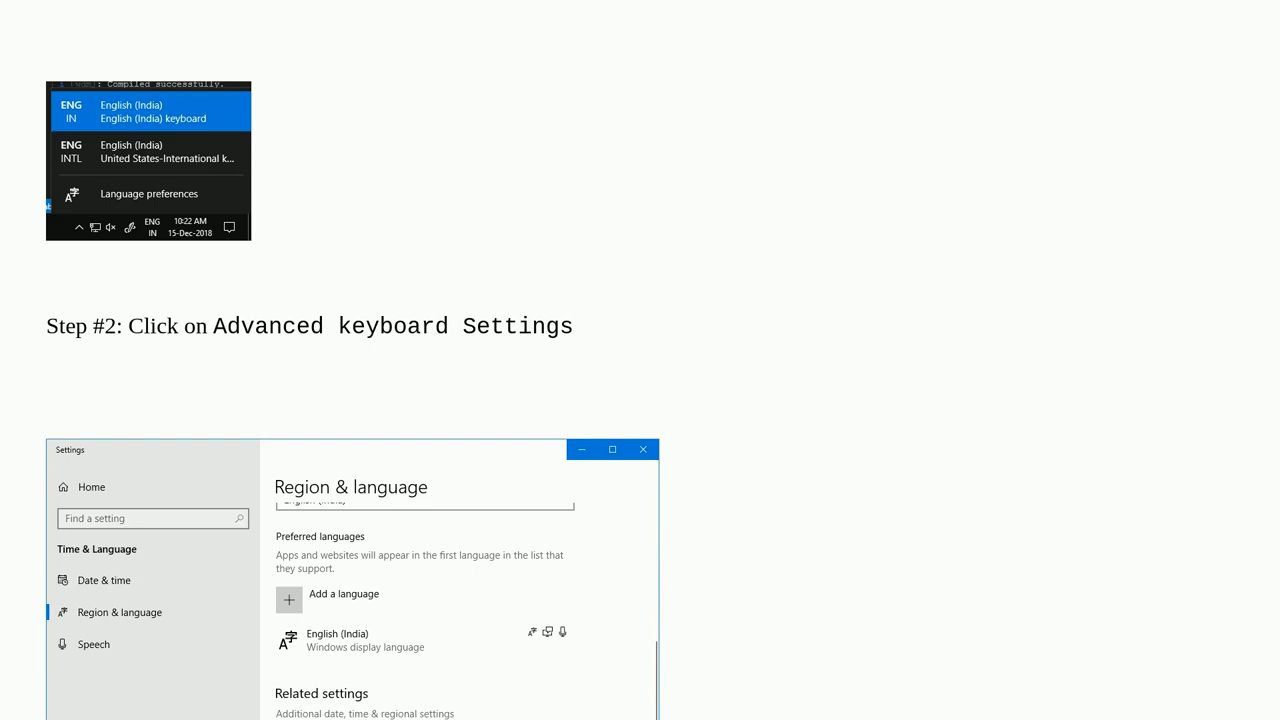 : Compiled successfully.
ENG English (India)
IN English (India) keyboard
ENG English (India)
INTL United States-International k...
Language preferences
ENG 10:22 AM
IN 15-Dec-2018
Step #2: Click on Advanced keyboard Settings
Settings
Home
Find a setting
Time & Language
Date & time
Region & language
Speech
Region & language
English (India)
Preferred languages
Apps and websites will appear in the first language in the list that
they support.
Add a language
English (India)
Windows display language
Related settings
Additional date, time & regional settings